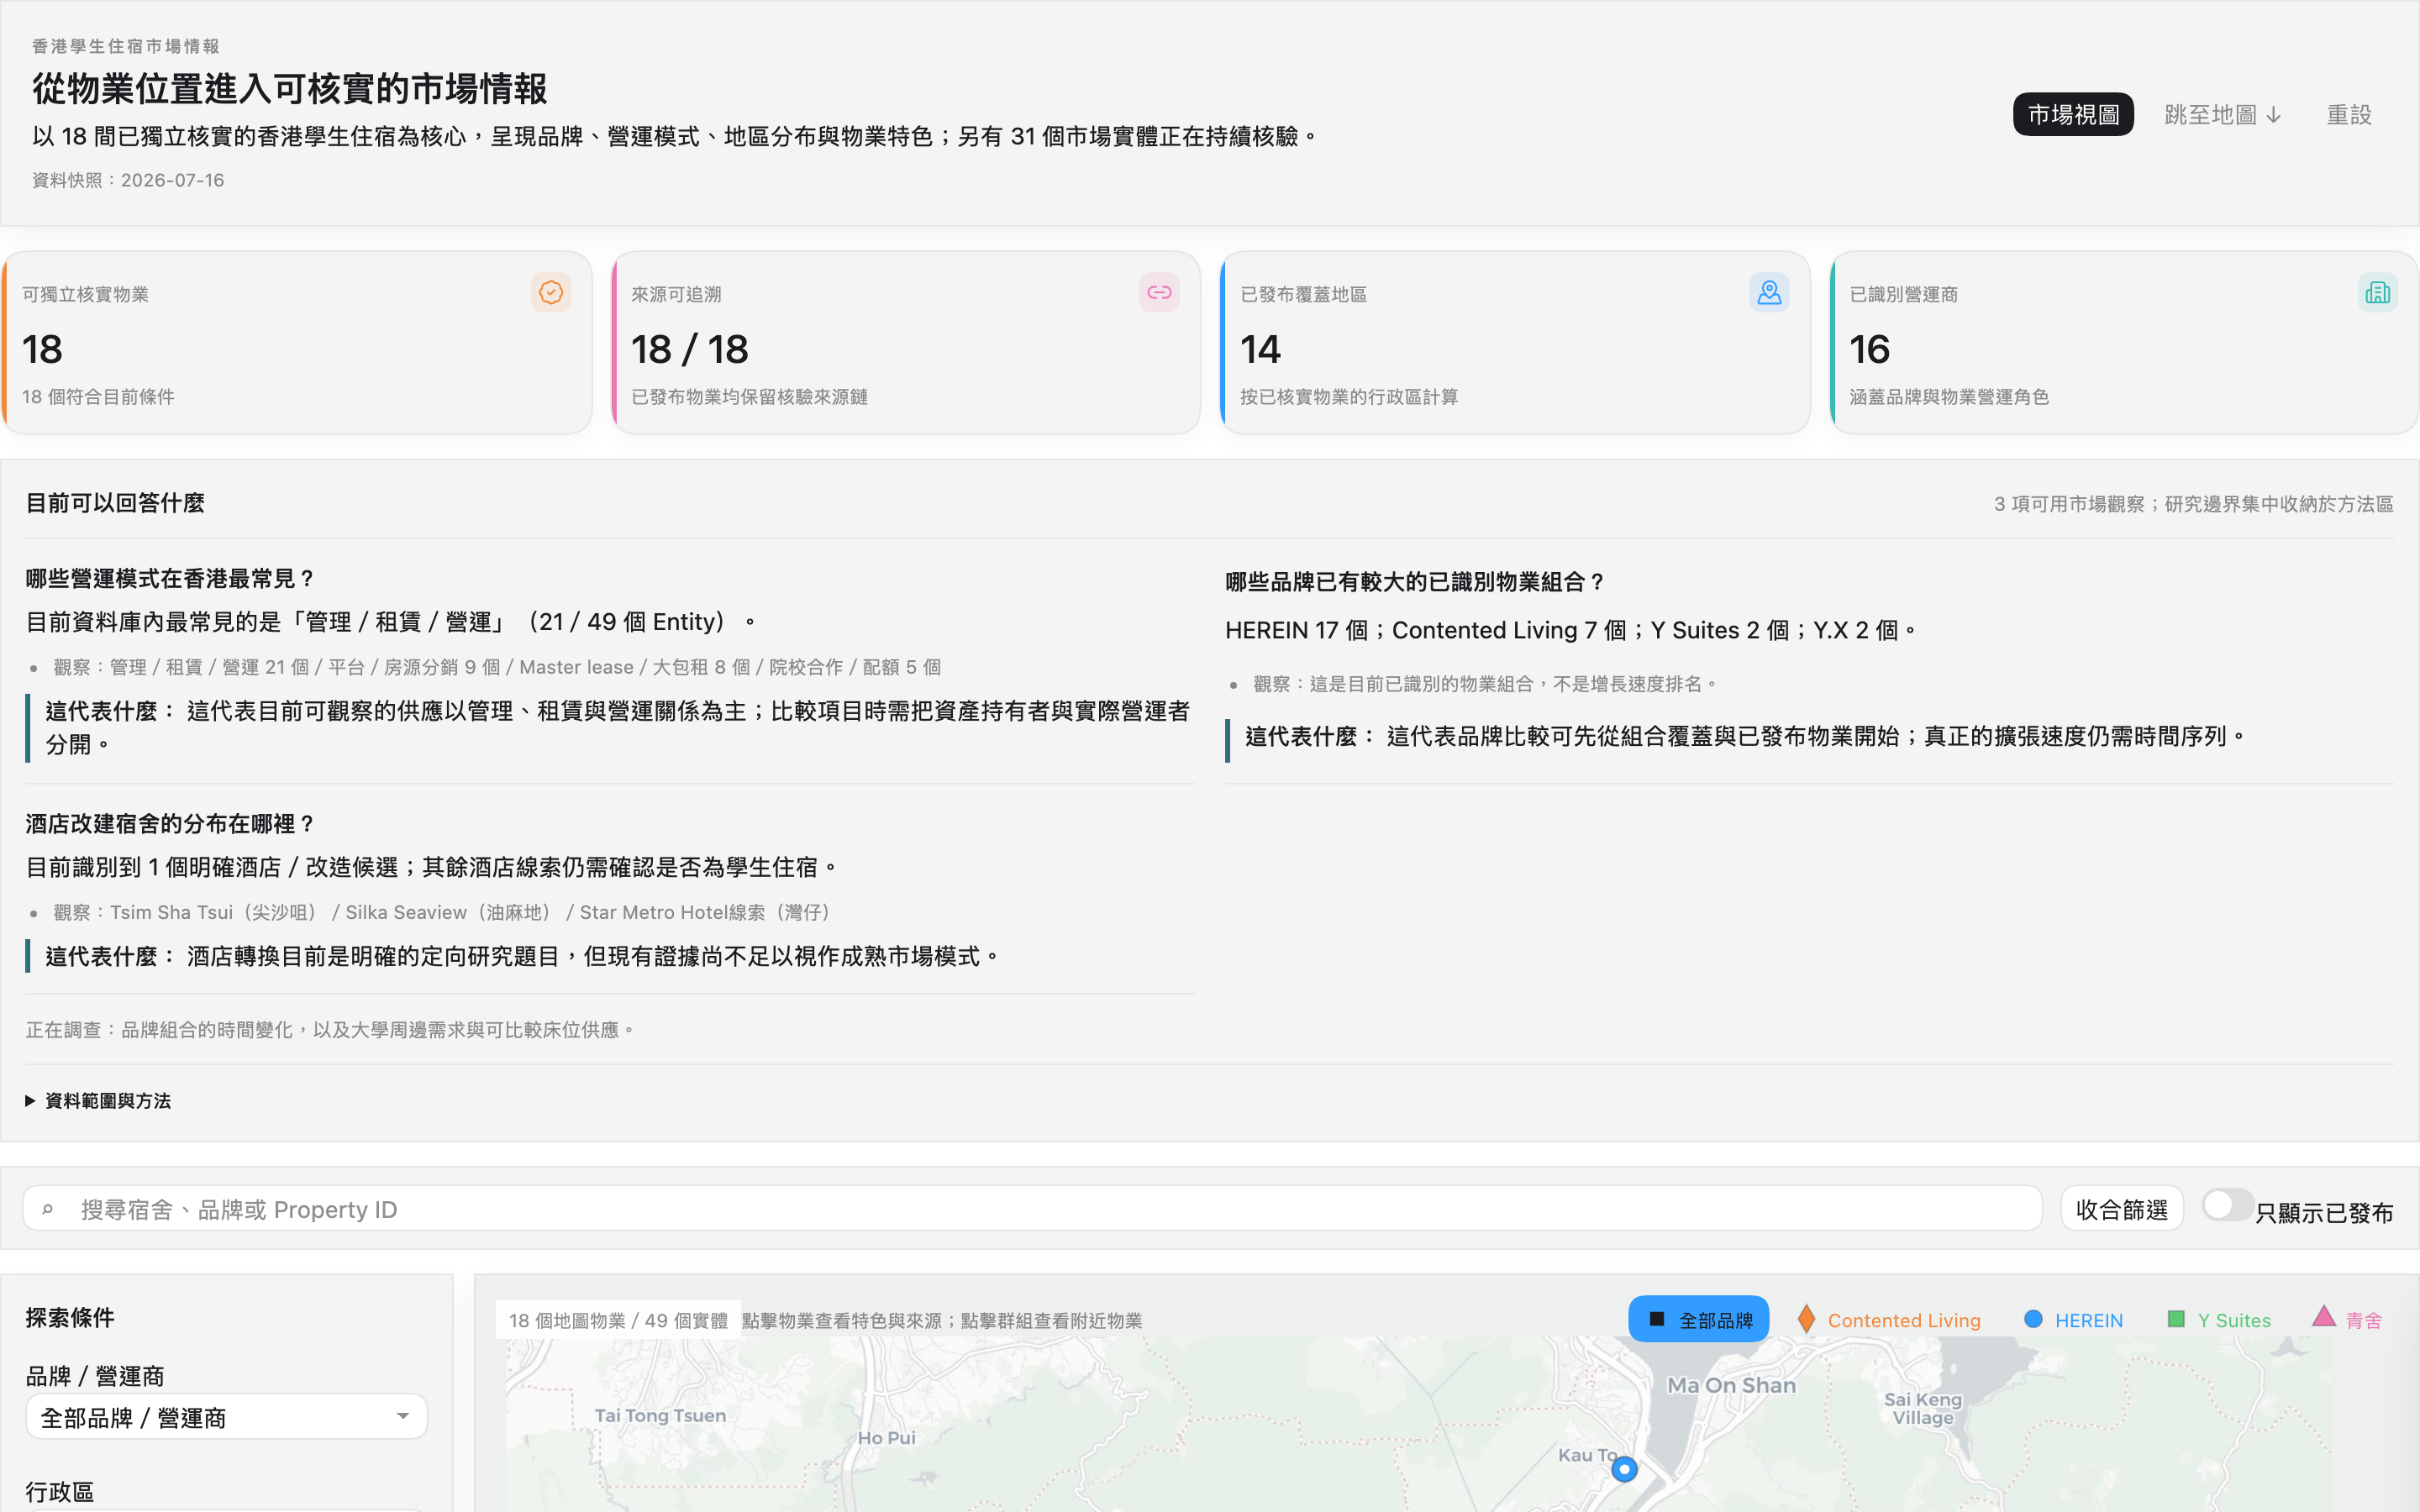 香港學生住宿市場情報
從物業位置進入可核實的市場情報
以 18 間已獨立核實的香港學生住宿為核心，呈現品牌、營運模式、地區分布與物業特色；另有 31 個市場實體正在持續核驗。
資料快照：2026-07-16
市場視圖
跳至地圖 ↓
重設
可獨立核實物業
18
18 個符合目前條件
來源可追溯
18 / 18
已發布物業均保留核驗來源鏈
已發布覆蓋地區
14
按已核實物業的行政區計算
已識別營運商
16
涵蓋品牌與物業營運角色
目前可以回答什麼
3 項可用市場觀察；研究邊界集中收納於方法區
哪些營運模式在香港最常見？
目前資料庫內最常見的是「管理 / 租賃 / 營運」（21 / 49 個 Entity）。
• 觀察：管理 / 租賃 / 營運 21 個 / 平台 / 房源分銷 9 個 / Master lease / 大包租 8 個 / 院校合作 / 配額 5 個
這代表什麼： 這代表目前可觀察的供應以管理、租賃與營運關係為主；比較項目時需把資產持有者與實際營運者
分開。
哪些品牌已有較大的已識別物業組合？
HEREIN 17 個；Contented Living 7 個；Y Suites 2 個；Y.X 2 個。
• 觀察：這是目前已識別的物業組合，不是增長速度排名。
這代表什麼： 這代表品牌比較可先從組合覆蓋與已發布物業開始；真正的擴張速度仍需時間序列。
酒店改建宿舍的分布在哪裡？
目前識別到 1 個明確酒店 / 改造候選；其餘酒店線索仍需確認是否為學生住宿。
• 觀察：Tsim Sha Tsui（尖沙咀） / Silka Seaview（油麻地） / Star Metro Hotel線索（灣仔）
這代表什麼： 酒店轉換目前是明確的定向研究題目，但現有證據尚不足以視作成熟市場模式。
正在調查：品牌組合的時間變化，以及大學周邊需求與可比較床位供應。
▶ 資料範圍與方法
搜尋宿舍、品牌或 Property ID
收合篩選
只顯示已發布
探索條件
品牌 / 營運商
全部品牌 / 營運商
行政區
18 個地圖物業 / 49 個實體
點擊物業查看特色與來源；點擊群組查看附近物業
全部品牌
Contented Living
HEREIN
Y Suites
青舍
Ma On Shan
Sai Keng
Village
Tai Tong Tsuen
Ho Pui
Kau To